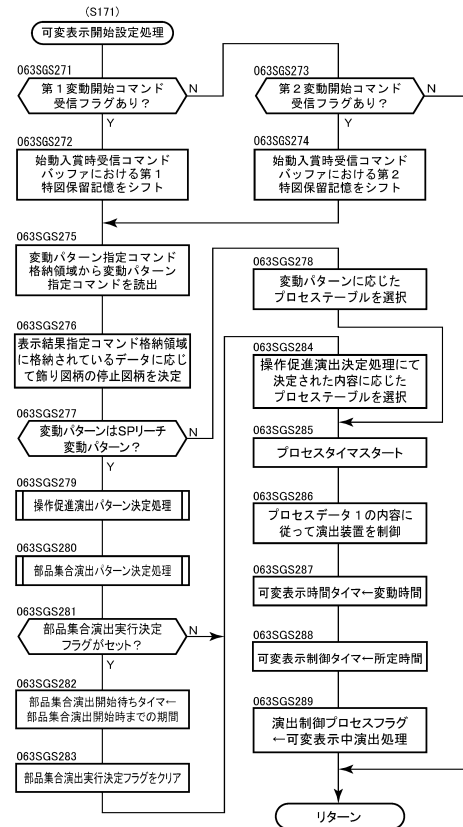 (S171)
可変表示開始設定処理
063SGS271
第1変動開始コマンド
受信フラグあり？
N
Y
063SGS272
始動入賞時受信コマンド
バッファにおける第1
特図保留記憶をシフト
063SGS273
第2変動開始コマンド
受信フラグあり？
N
Y
063SGS274
始動入賞時受信コマンド
バッファにおける第2
特図保留記憶をシフト
063SGS275
変動パターン指定コマンド
格納領域から変動パターン
指定コマンドを読出
063SGS276
表示結果指定コマンド格納領域
に格納されているデータに応じ
て飾り図柄の停止図柄を決定
063SGS277
変動パターンはSPリーチ
変動パターン？
N
Y
063SGS279
操作促進演出パターン決定処理
063SGS280
部品集合演出パターン決定処理
063SGS281
部品集合演出実行決定
フラグがセット？
N
Y
063SGS282
部品集合演出開始待ちタイマ←
部品集合演出開始時までの期間
063SGS283
部品集合演出実行決定フラグをクリア
063SGS278
変動パターンに応じた
プロセステーブルを選択
063SGS284
操作促進演出決定処理にて
決定された内容に応じた
プロセステーブルを選択
063SGS285
プロセスタイマスタート
063SGS286
プロセスデータ1の内容に
従って演出装置を制御
063SGS287
可変表示時間タイマ←変動時間
063SGS288
可変表示制御タイマ←所定時間
063SGS289
演出制御プロセスフラグ
←可変表示中演出処理
リターン